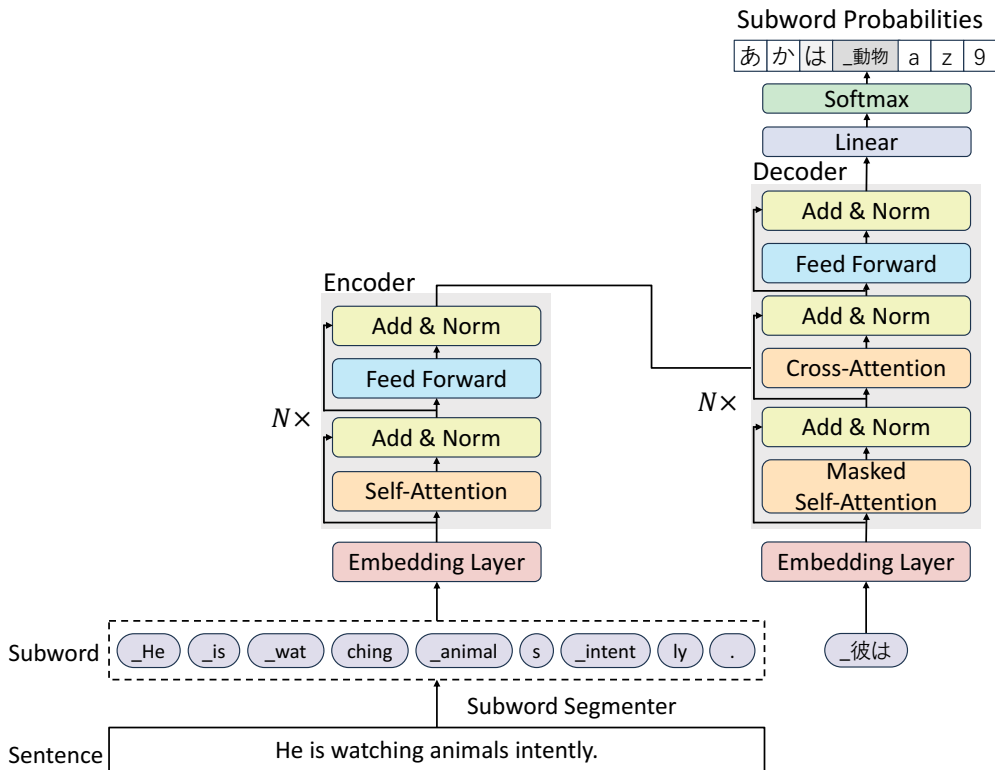 Subword Probabilities
あ か は _動物 a z 9
Softmax
Linear
Decoder
Add & Norm
Feed Forward
Add & Norm
Cross-Attention
N×
Add & Norm
Masked
Self-Attention
Embedding Layer
_彼は
Encoder
Add & Norm
Feed Forward
N×
Add & Norm
Self-Attention
Embedding Layer
Subword
_He _is _wat ching _animal s _intent ly .
Subword Segmenter
Sentence
He is watching animals intently.